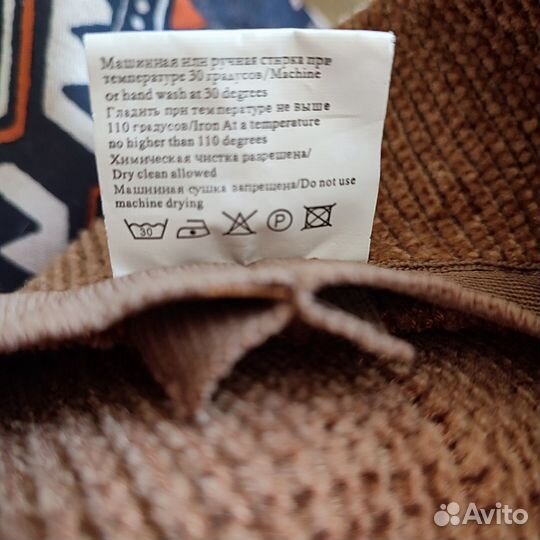 Машинная или ручная стирка при
температуре 30 градусов/Machine
or hand wash at 30 degrees
Гладить при температуре не выше
110 градусов/Iron At a temperature
no higher than 110 degrees
Химическая чистка разрешена/
Dry clean allowed
Машинная сушка запрещена/Do not use
machine drying
30 P
Avito